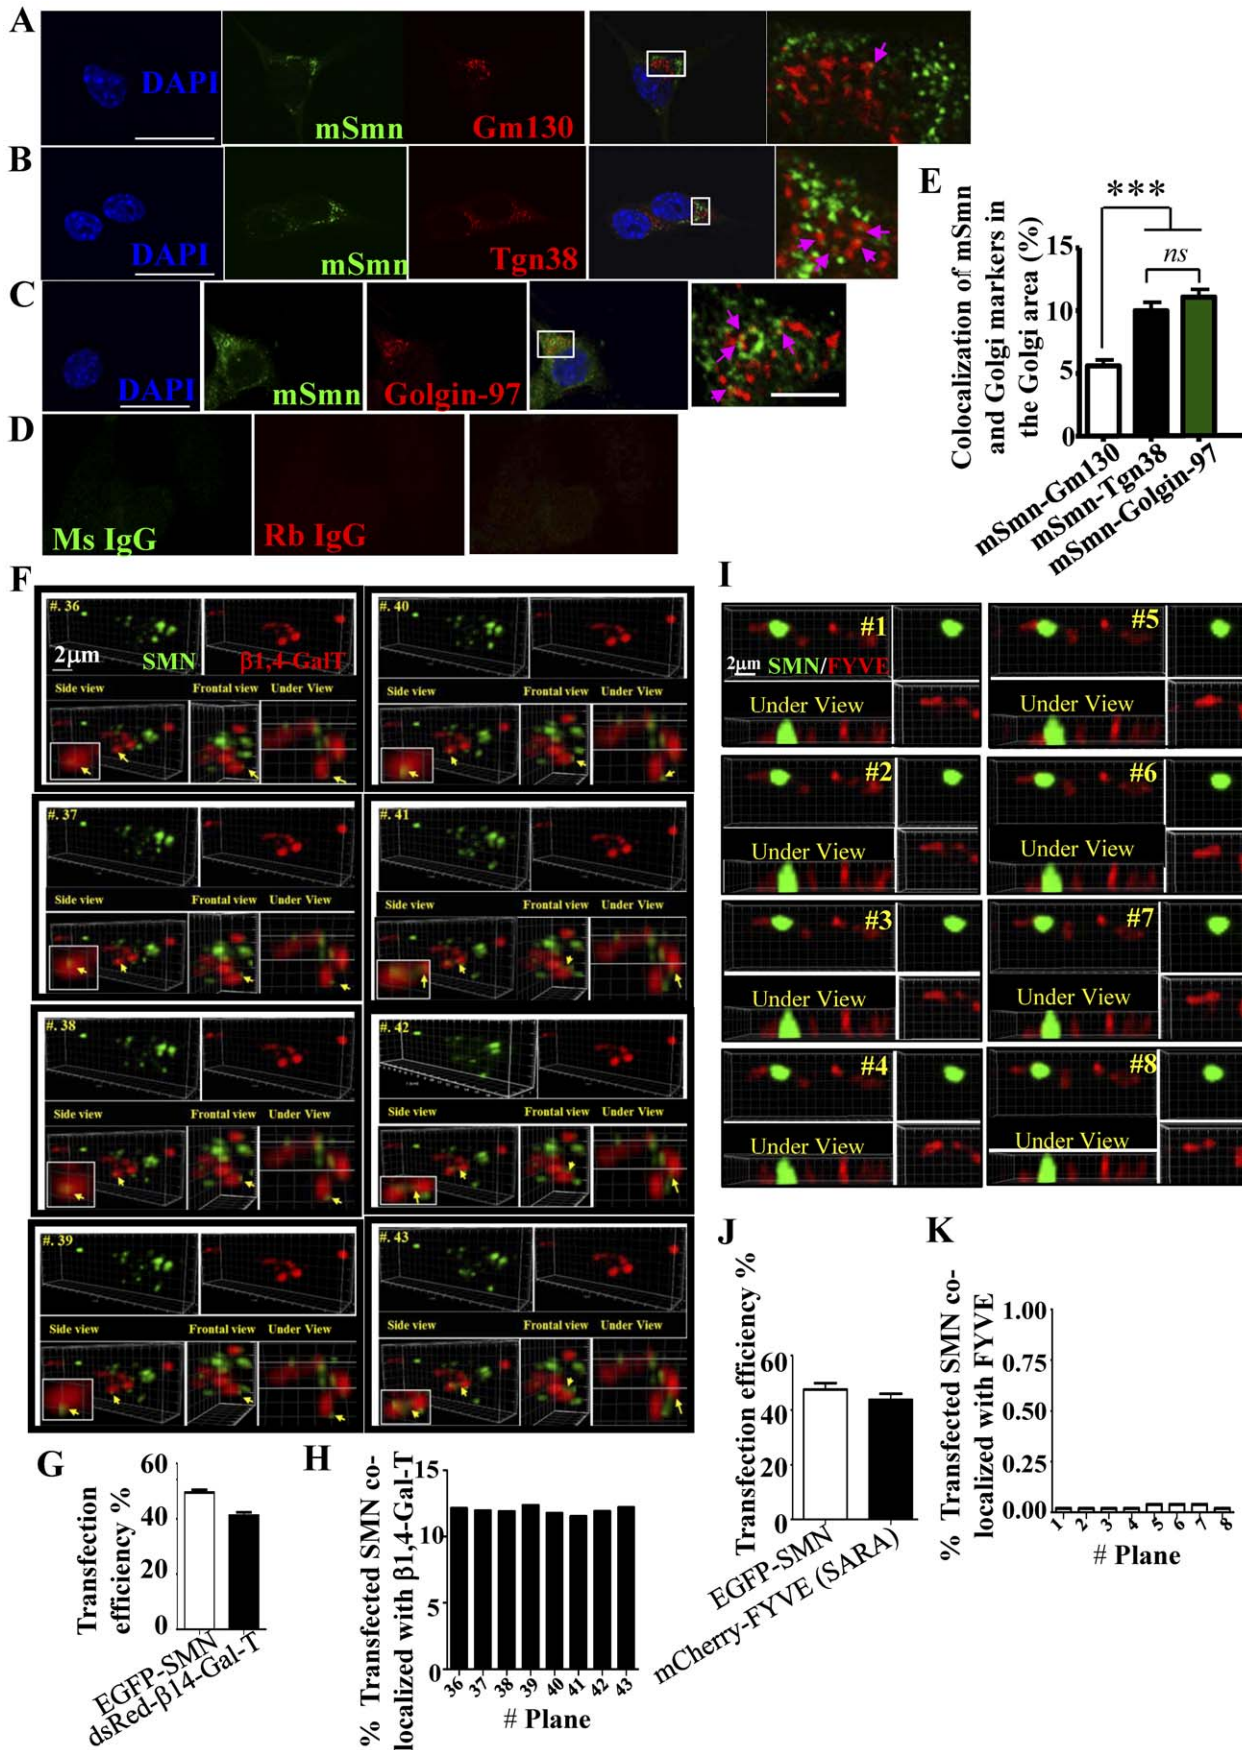 A
DAPI
mSmn
Gm130
B
DAPI
mSmn
Tgn38
C
DAPI
mSmn
Golgin-97
D
Ms IgG
Rb IgG
E
Colocalization of mSmn
and Golgi markers in
the Golgi area (%)
***
ns
15
10
5
0
mSmn-Gm130
mSmn-Tgn38
mSmn-Golgin-97
F
#. 36
2μm
SMN
β1,4 GalT
Side view
Frontal view
Under View
#. 40
Side view
Frontal view
Under View
#. 37
Side view
Frontal view
Under View
#. 41
Side view
Frontal view
Under View
#. 38
Side view
Frontal view
Under View
#. 42
Side view
Frontal view
Under View
#. 39
Side view
Frontal view
Under View
#. 43
Side view
Frontal view
Under View
G
Transfection
efficiency %
60
40
20
0
EGFP-SMN
dsRed-β14-Gal-T
H
% Transfected SMN co-
localized with β1,4-Gal-T
15
10
5
0
36 37 38 39 40 41 42 43
# Plane
I
#1
2μm SMN/FYVE
Under View
#5
Under View
#2
Under View
#6
Under View
#3
Under View
#7
Under View
#4
Under View
#8
Under View
J
Transfection efficiency %
60
40
20
0
EGFP-SMN
mCherry-FYVE (SARA)
K
% Transfected SMN co-
localized with FYVE
1.00
0.75
0.50
0.25
0.00
1 2 3 4 5 6 7 8
# Plane